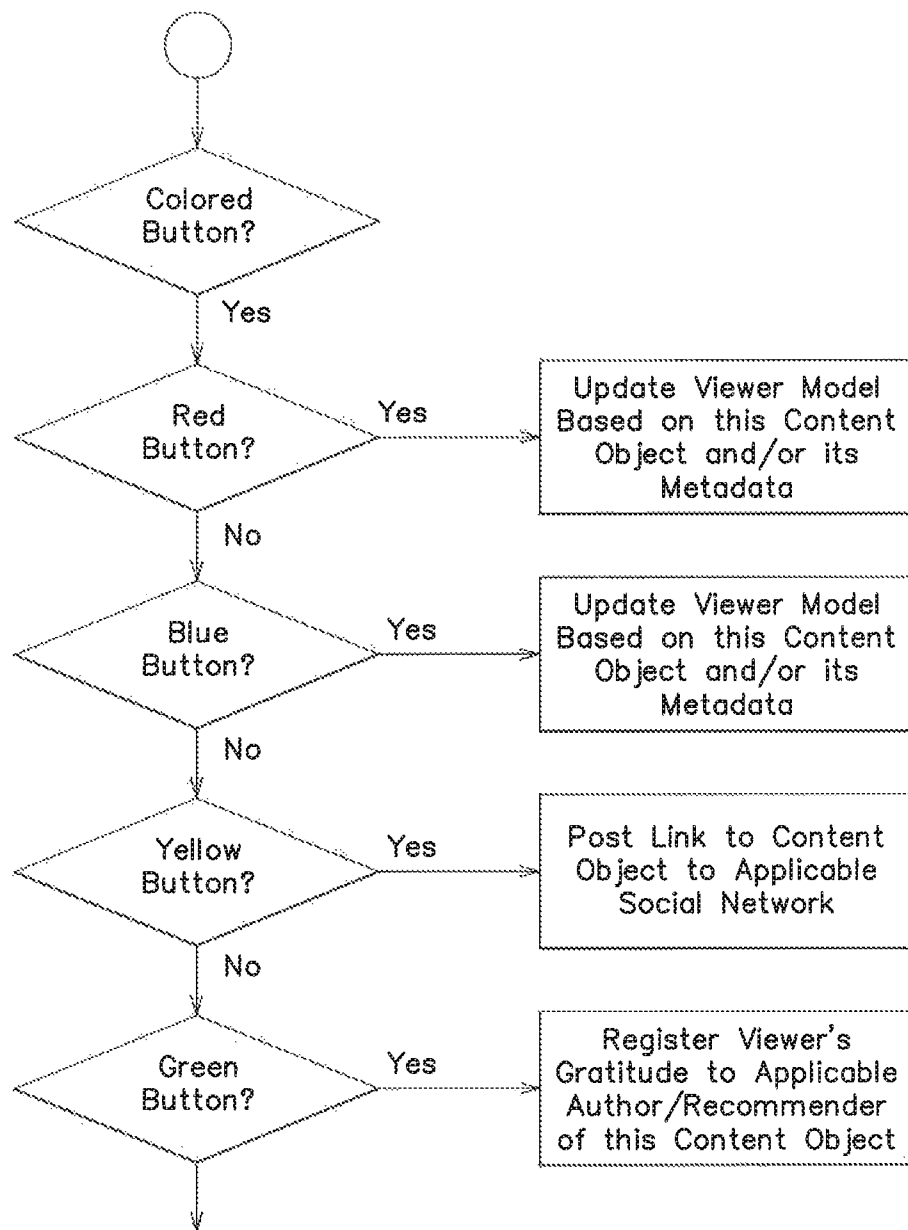 Colored
Button?
Yes
Red
Button?
Yes
Update Viewer Model
Based on this Content
Object and/or its
Metadata
No
Blue
Button?
Yes
Update Viewer Model
Based on this Content
Object and/or its
Metadata
No
Yellow
Button?
Yes
Post Link to Content
Object to Applicable
Social Network
No
Green
Button?
Yes
Register Viewer's
Gratitude to Applicable
Author/Recommender
of this Content Object